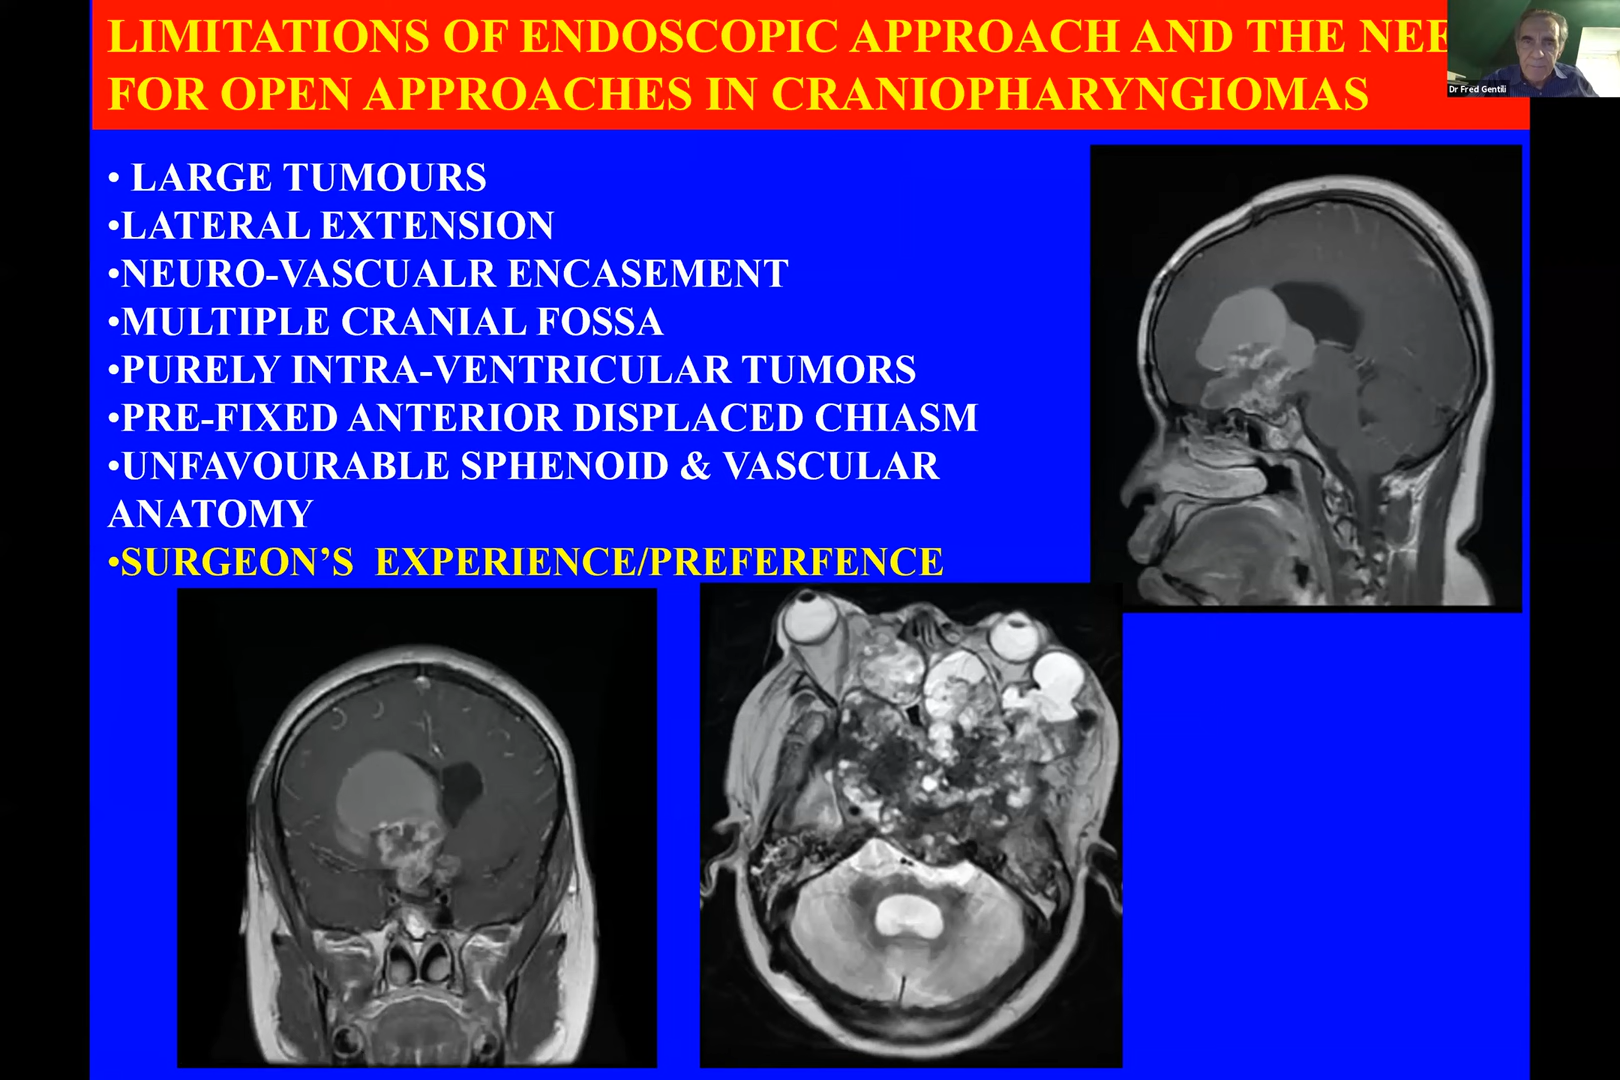 LIMITATIONS OF ENDOSCOPIC APPROACH AND THE NEE
FOR OPEN APPROACHES IN CRANIOPHARYNGIOMAS
Dr Fred Gentili
• LARGE TUMOURS
•LATERAL EXTENSION
•NEURO-VASCUALR ENCASEMENT
•MULTIPLE CRANIAL FOSSA
•PURELY INTRA-VENTRICULAR TUMORS
•PRE-FIXED ANTERIOR DISPLACED CHIASM
•UNFAVOURABLE SPHENOID & VASCULAR
ANATOMY
•SURGEON’S  EXPERIENCE/PREFERFENCE